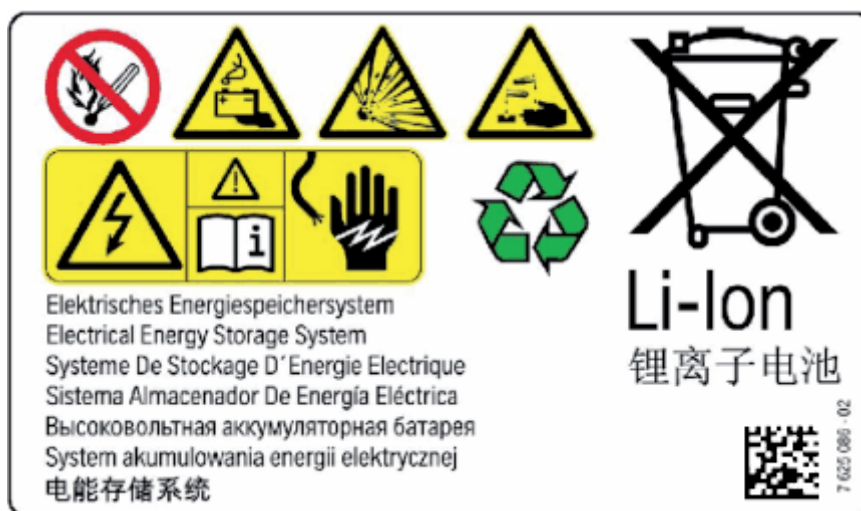 i
Elektrisches Energiespeichersystem
Electrical Energy Storage System
Systeme De Stockage D´Energie Electrique
Sistema Almacenador De Energía Eléctrica
Высоковольтная аккумуляторная батарея
System akumulowania energii elektrycznej
电能存储系统
Li-Ion
锂离子电池
7 625 086 - 02